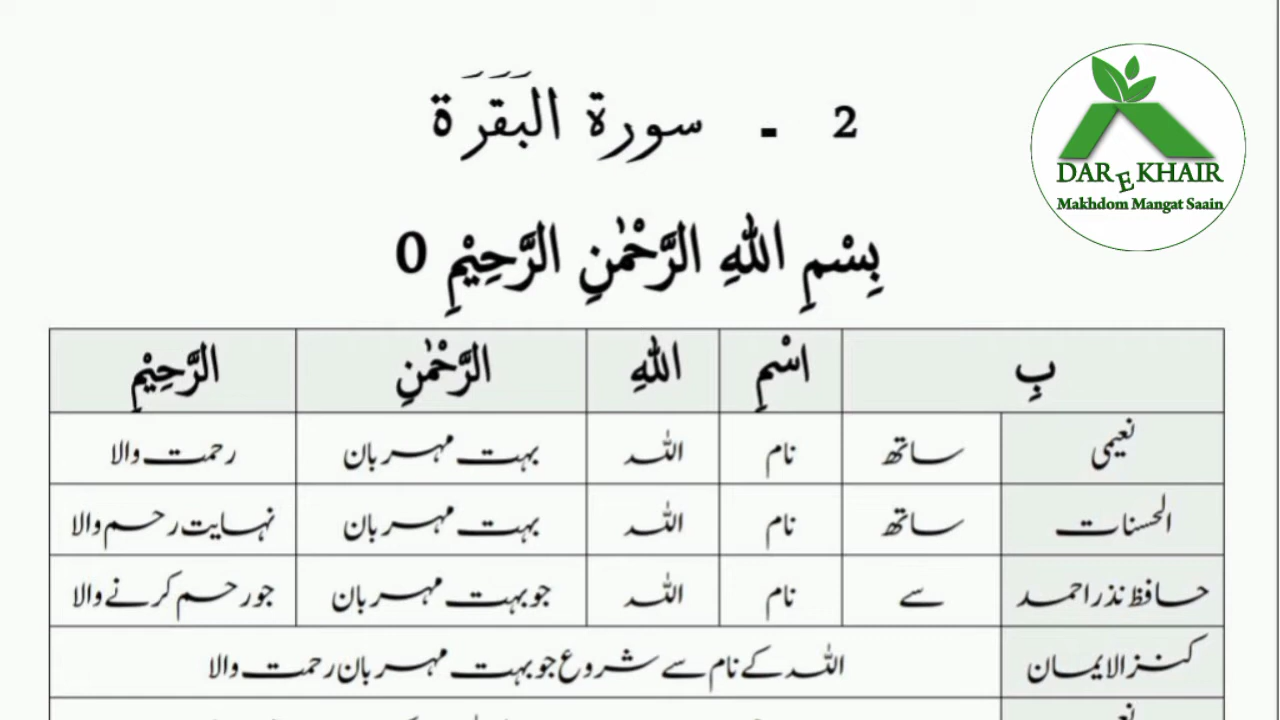 2 - سورة البَقَرَة
DAR E KHAIR
Makhdom Mangat Saain
بِسْمِ اللّٰهِ الرَّحْمٰنِ الرَّحِيْمِ 0
بِ اسْمِ اللّٰهِ الرَّحْمٰنِ الرَّحِيْمِ
نعیمی ساتھ نام اللہ بہت مہربان رحمت والا
الحسنات ساتھ نام اللہ بہت مہربان نہایت رحم والا
حافظ نذر احمد سے نام اللہ جو بہت مہربان جو رحم کرنے والا
کنز الایمان اللہ کے نام سے شروع جو بہت مہربان رحمت والا